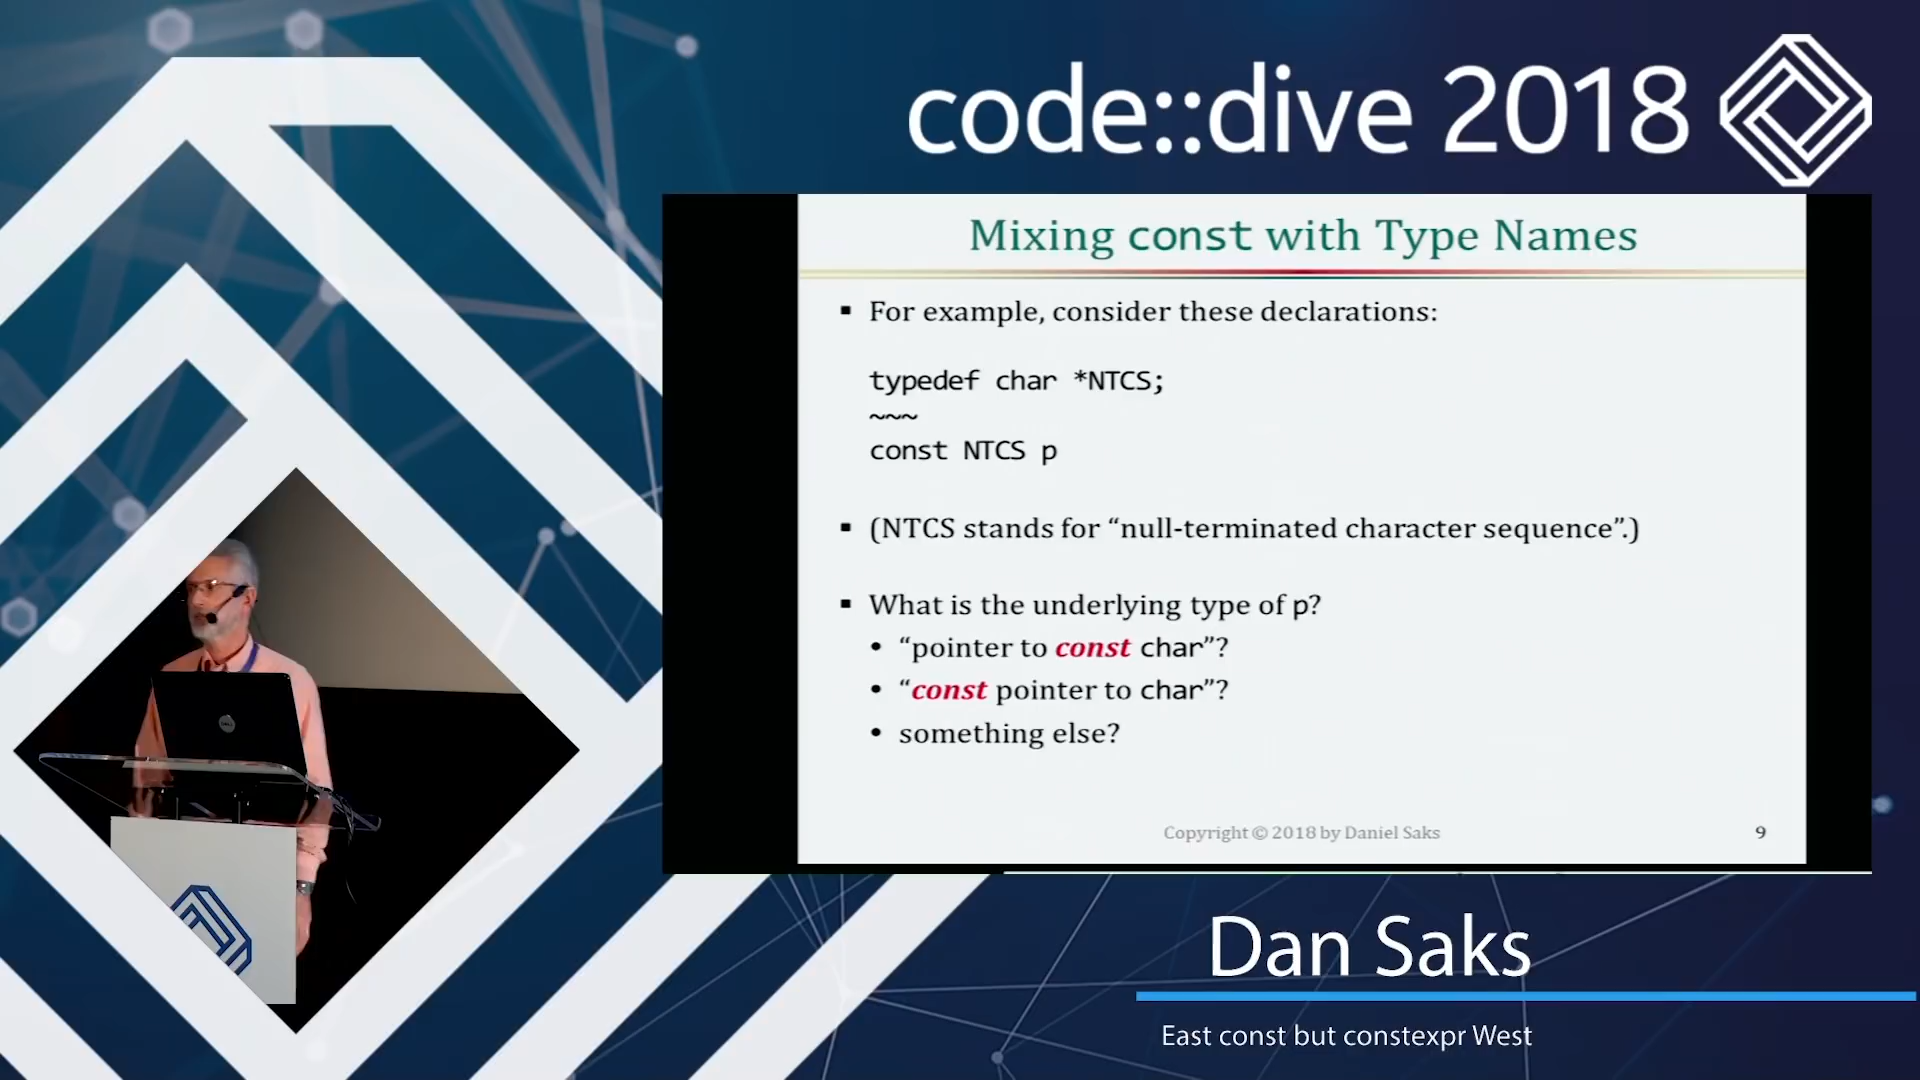 code::dive 2018
Mixing const with Type Names
▪ For example, consider these declarations:
typedef char *NTCS;
~~~
const NTCS p
▪ (NTCS stands for “null-terminated character sequence”.)
▪ What is the underlying type of p?
• “pointer to const char”?
• “const pointer to char”?
• something else?
Copyright © 2018 by Daniel Saks
9
Dan Saks
East const but constexpr West